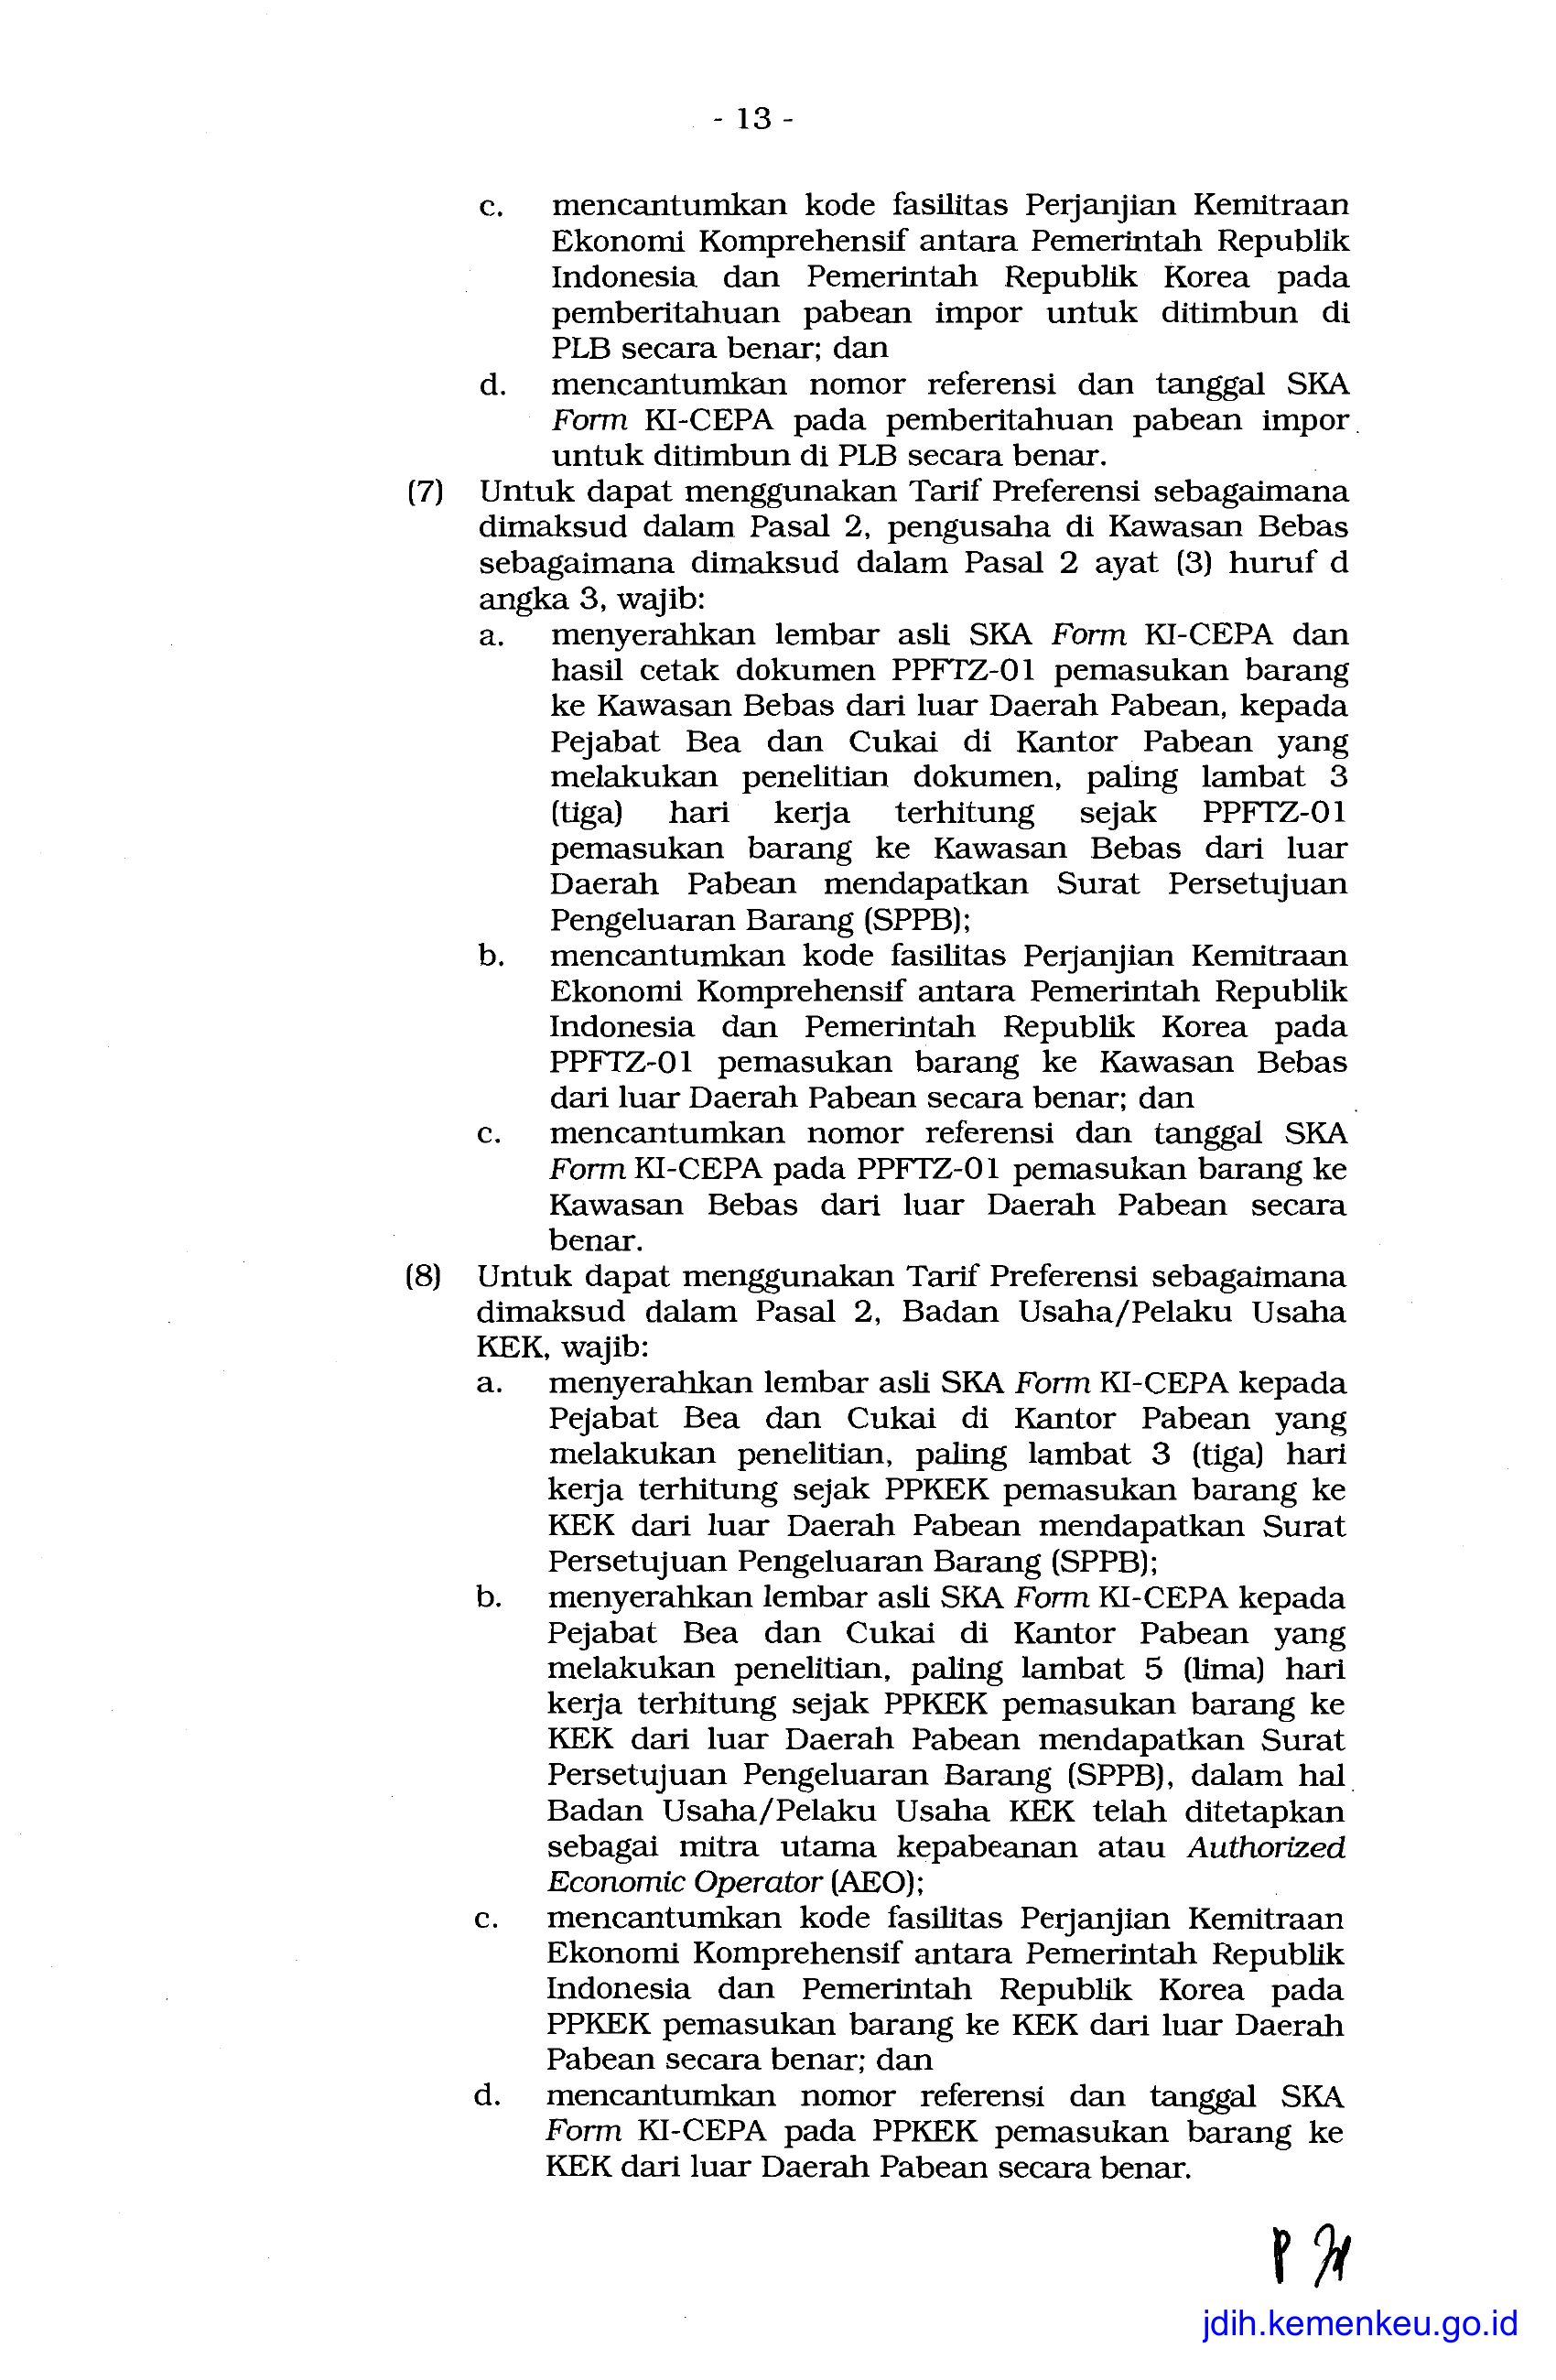 - 13 -
c. mencantumkan kode fasilitas Perjanjian Kemitraan
Ekonomi Komprehensif antara Pemerintah Republik
Indonesia dan Pemerintah Republik Korea pada
pemberitahuan pabean impor untuk ditimbun di
PLB secara benar; dan
d. mencantumkan nomor referensi dan tanggal SKA
Form KI-CEPA pada pemberitahuan pabean impor
untuk ditimbun di PLB secara benar.
(7) Untuk dapat menggunakan Tarif Preferensi sebagaimana
dimaksud dalam Pasal 2, pengusaha di Kawasan Bebas
sebagaimana dimaksud dalam Pasal 2 ayat (3) huruf d
angka 3, wajib:
a. menyerahkan lembar asli SKA Form KI-CEPA dan
hasil cetak dokumen PPFTZ-01 pemasukan barang
ke Kawasan Bebas dari luar Daerah Pabean, kepada
Pejabat Bea dan Cukai di Kantor Pabean yang
melakukan penelitian dokumen, paling lambat 3
(tiga) hari kerja terhitung sejak PPFTZ-01
pemasukan barang ke Kawasan Bebas dari luar
Daerah Pabean mendapatkan Surat Persetujuan
Pengeluaran Barang (SPPB);
b. mencantumkan kode fasilitas Perjanjian Kemitraan
Ekonomi Komprehensif antara Pemerintah Republik
Indonesia dan Pemerintah Republik Korea pada
PPFTZ-01 pemasukan barang ke Kawasan Bebas
dari luar Daerah Pabean secara benar; dan
c. mencantumkan nomor referensi dan tanggal SKA
Form KI-CEPA pada PPFTZ-01 pemasukan barang ke
Kawasan Bebas dari luar Daerah Pabean secara
benar.
(8) Untuk dapat menggunakan Tarif Preferensi sebagaimana
dimaksud dalam Pasal 2, Badan Usaha/Pelaku Usaha
KEK, wajib:
a. menyerahkan lembar asli SKA Form KI-CEPA kepada
Pejabat Bea dan Cukai di Kantor Pabean yang
melakukan penelitian, paling lambat 3 (tiga) hari
kerja terhitung sejak PPKEK pemasukan barang ke
KEK dari luar Daerah Pabean mendapatkan Surat
Persetujuan Pengeluaran Barang (SPPB);
b. menyerahkan lembar asli SKA Form KI-CEPA kepada
Pejabat Bea dan Cukai di Kantor Pabean yang
melakukan penelitian, paling lambat 5 (lima) hari
kerja terhitung sejak PPKEK pemasukan barang ke
KEK dari luar Daerah Pabean mendapatkan Surat
Persetujuan Pengeluaran Barang (SPPB), dalam hal
Badan Usaha/Pelaku Usaha KEK telah ditetapkan
sebagai mitra utama kepabeanan atau Authorized
Economic Operator (AEO);
c. mencantumkan kode fasilitas Perjanjian Kemitraan
Ekonomi Komprehensif antara Pemerintah Republik
Indonesia dan Pemerintah Republik Korea pada
PPKEK pemasukan barang ke KEK dari luar Daerah
Pabean secara benar; dan
d. mencantumkan nomor referensi dan tanggal SKA
Form KI-CEPA pada PPKEK pemasukan barang ke
KEK dari luar Daerah Pabean secara benar.
jdih.kemenkeu.go.id